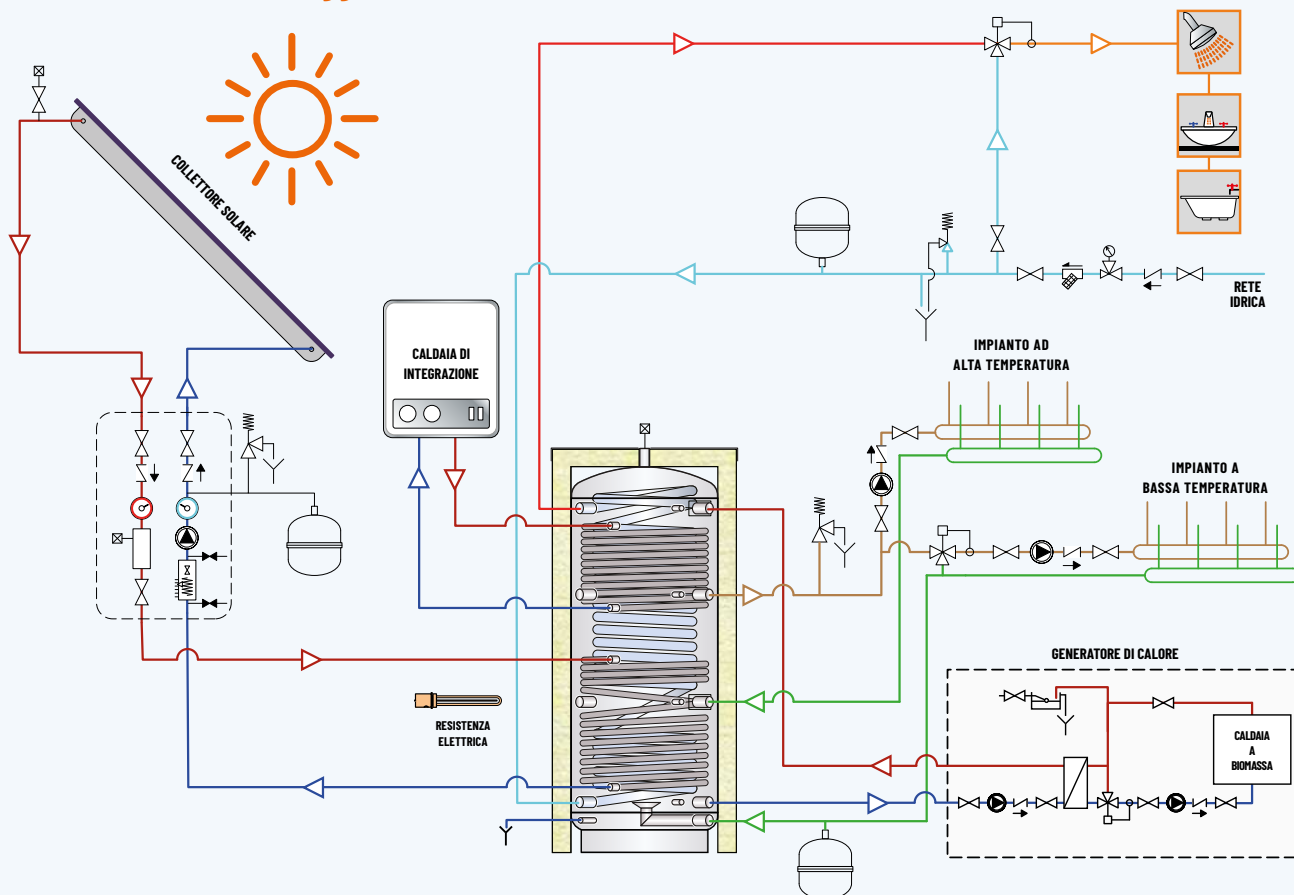 COLLETTORE SOLARE
RETE
IDRICA
CALDAIA DI
INTEGRAZIONE
IMPIANTO AD
ALTA TEMPERATURA
IMPIANTO A
BASSA TEMPERATURA
GENERATORE DI CALORE
RESISTENZA
ELETTRICA
CALDAIA
A
BIOMASSA